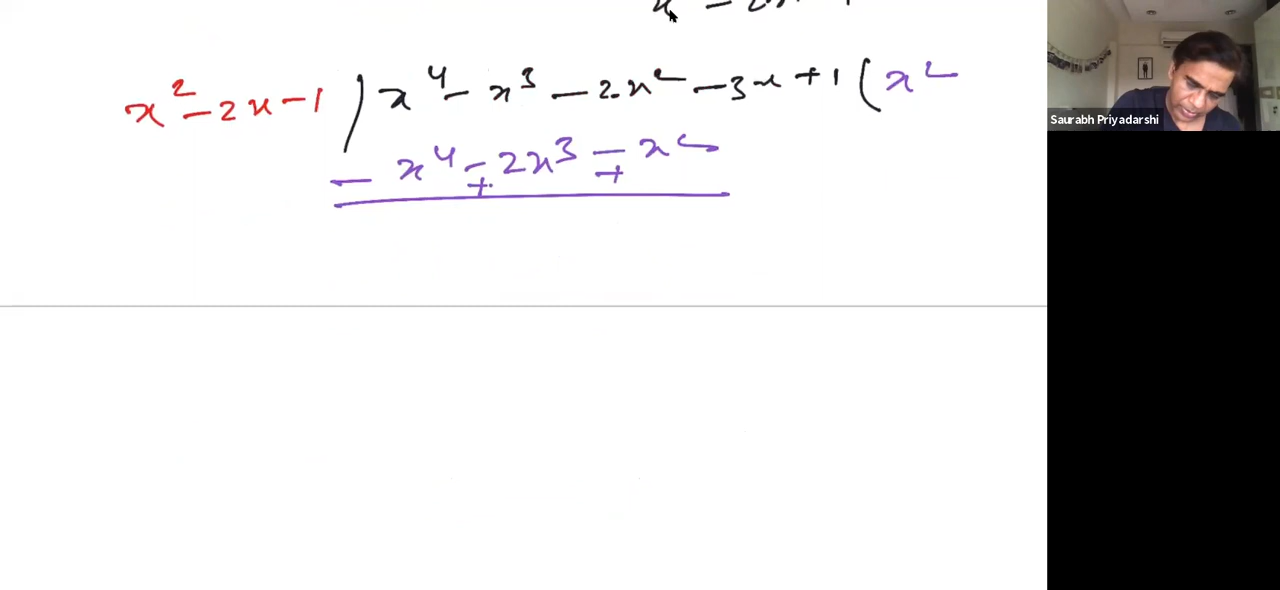 x² - 2x - 1 ) x⁴ - x³ - 2x² - 3x + 1 ( x²
Saurabh Priyadarshi
- x⁴ - 2x³ - x²
+ +